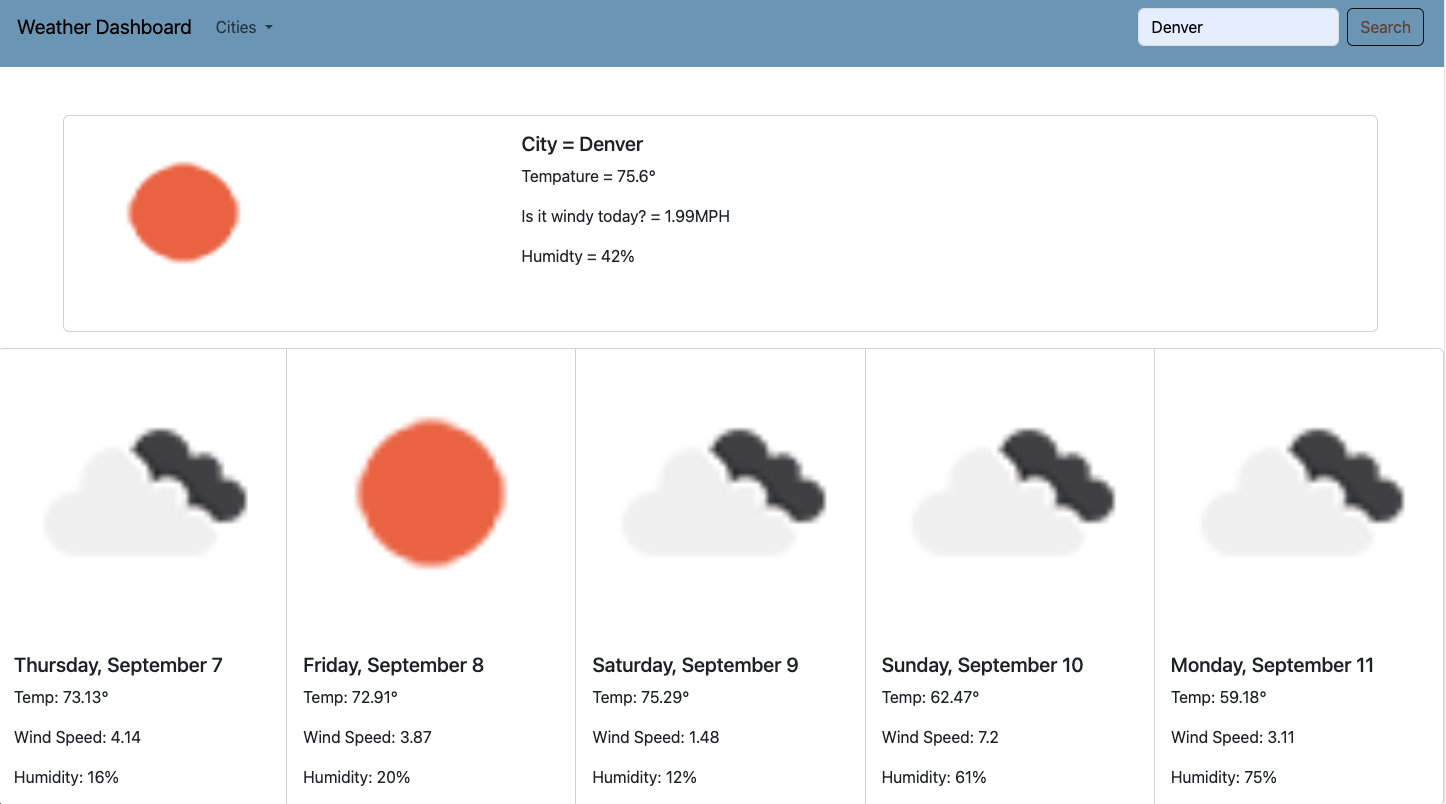 Weather Dashboard Cities Denver Search
City = Denver
Tempature = 75.6°
Is it windy today? = 1.99MPH
Humidty = 42%
Thursday, September 7
Temp: 73.13°
Wind Speed: 4.14
Humidity: 16%
Friday, September 8
Temp: 72.91°
Wind Speed: 3.87
Humidity: 20%
Saturday, September 9
Temp: 75.29°
Wind Speed: 1.48
Humidity: 12%
Sunday, September 10
Temp: 62.47°
Wind Speed: 7.2
Humidity: 61%
Monday, September 11
Temp: 59.18°
Wind Speed: 3.11
Humidity: 75%